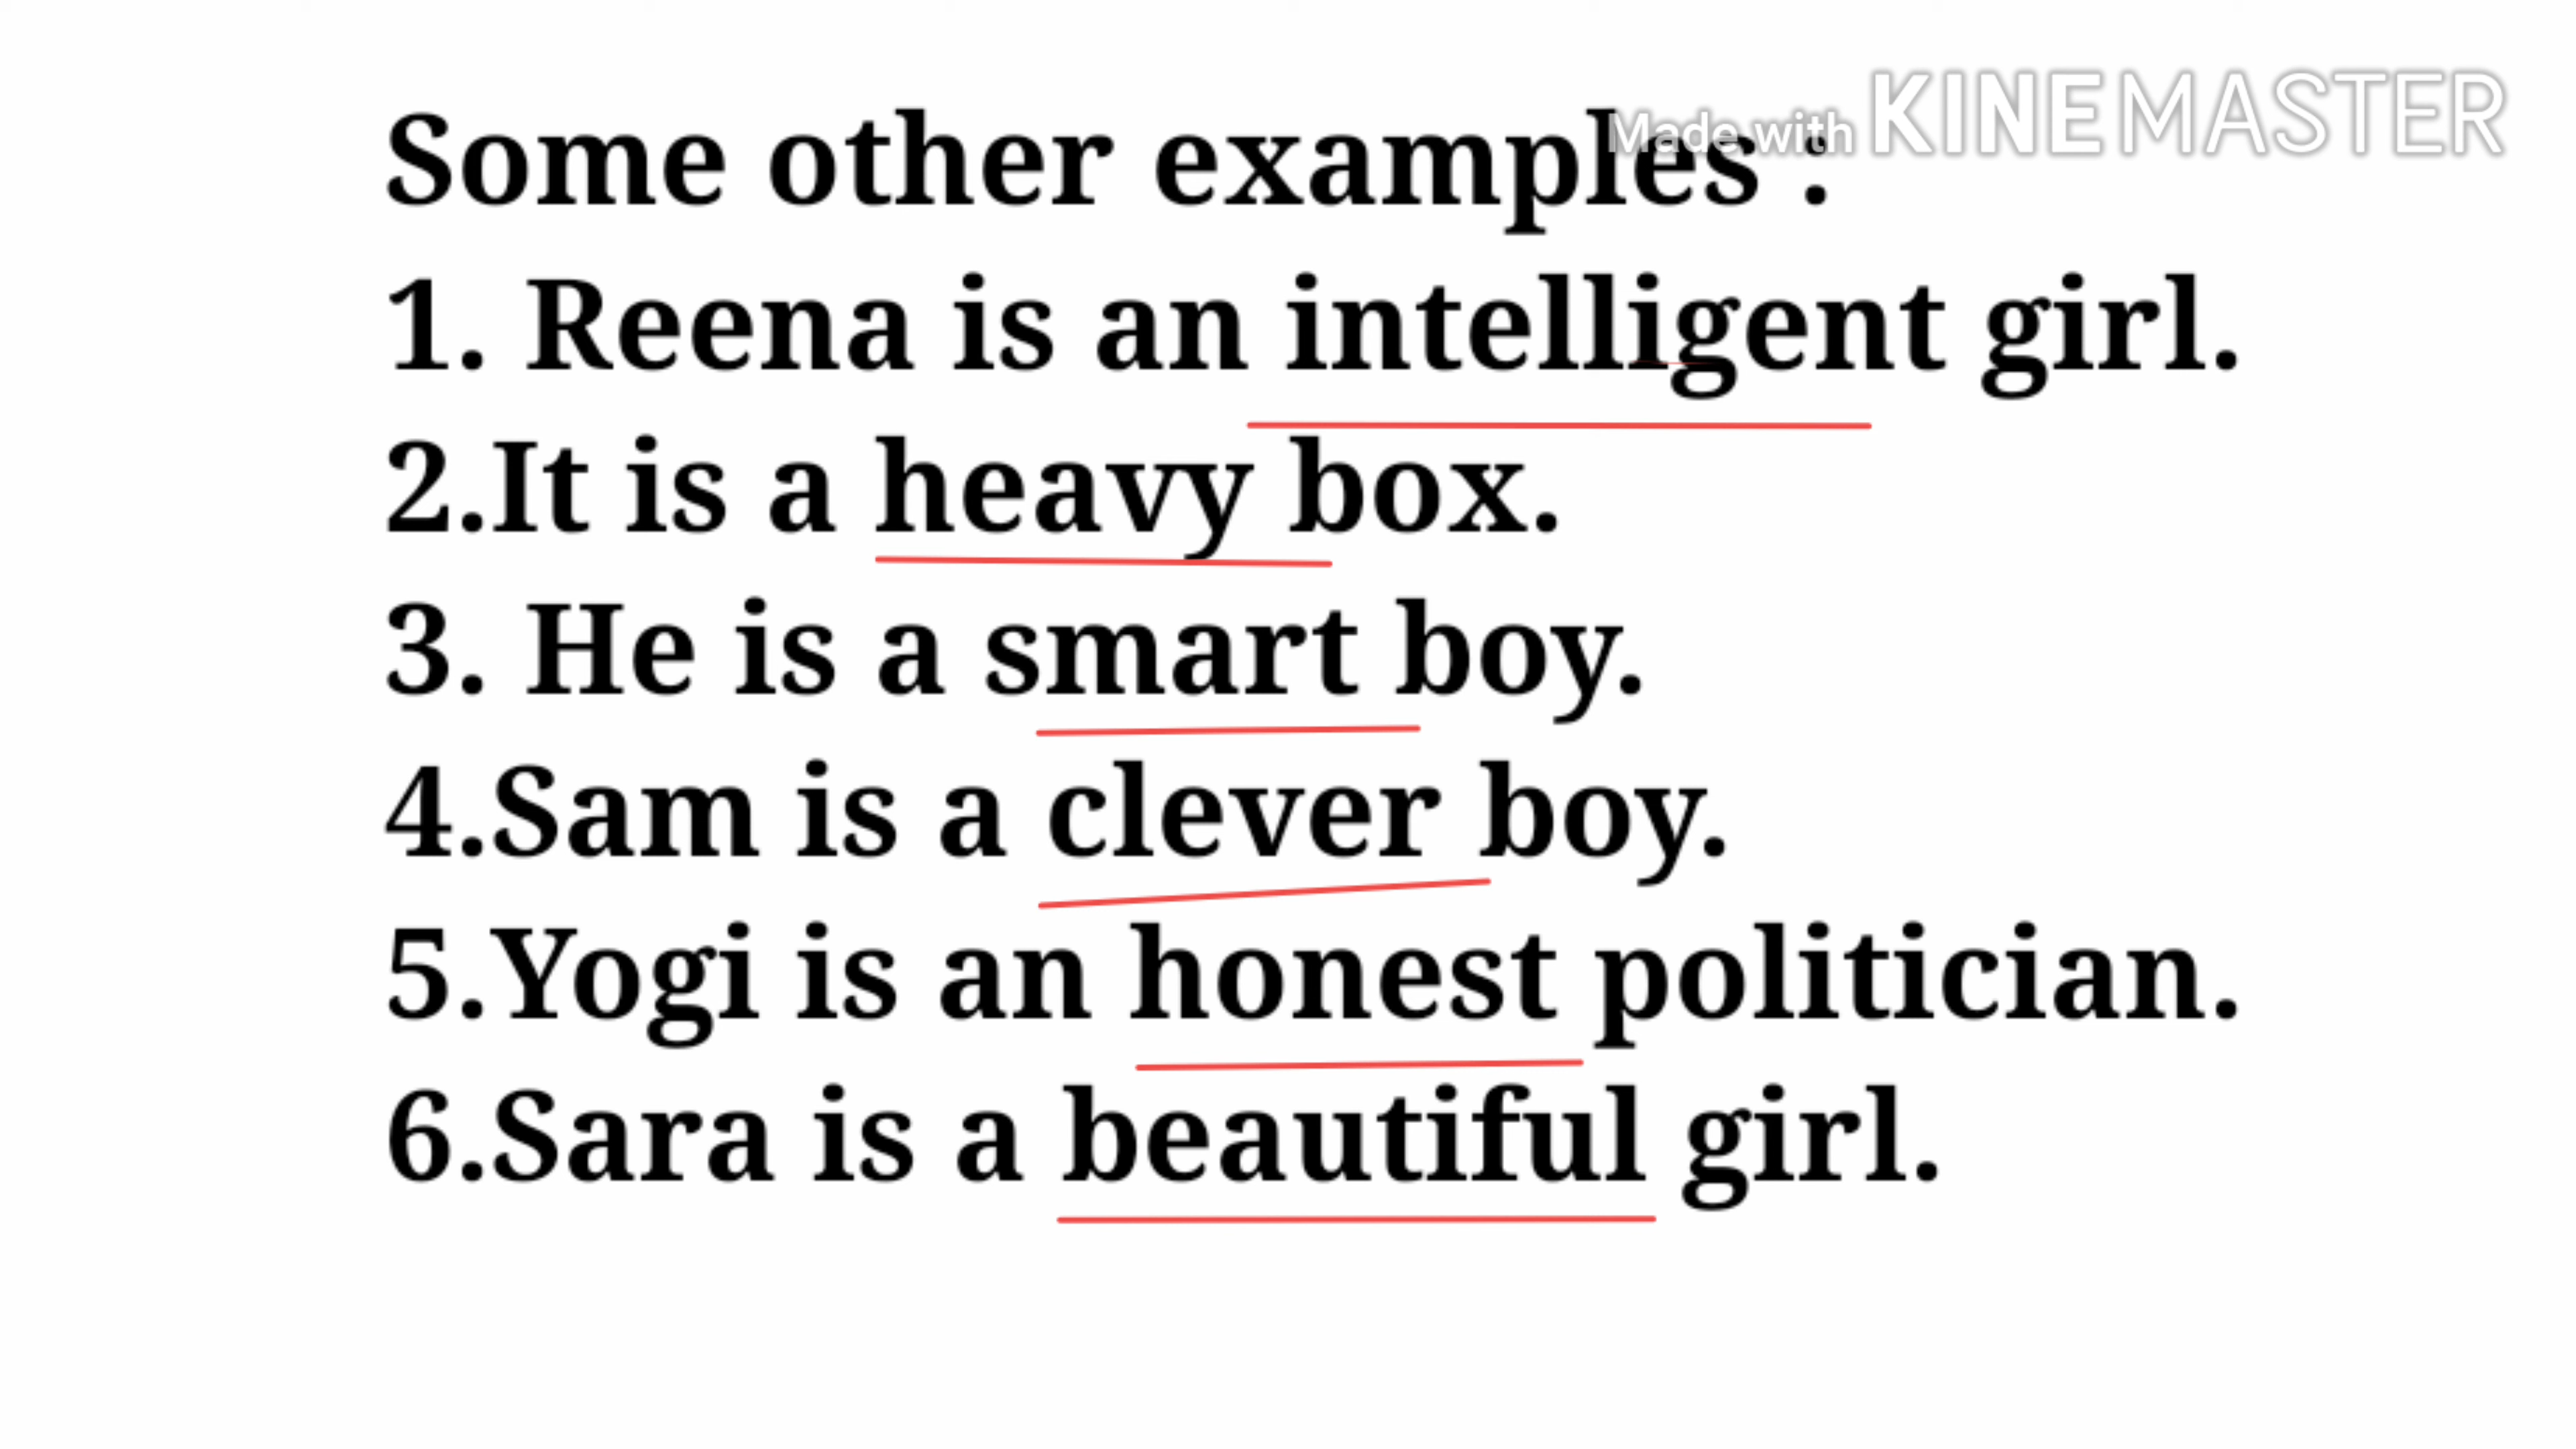 Made with KINEMASTER
Some other examples :
1. Reena is an intelligent girl.
2.It is a heavy box.
3. He is a smart boy.
4.Sam is a clever boy.
5.Yogi is an honest politician.
6.Sara is a beautiful girl.